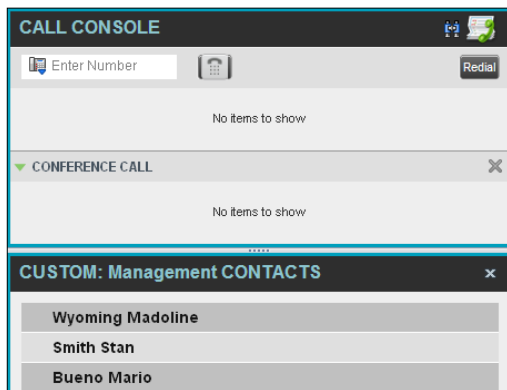 CALL CONSOLE
Enter Number
Redial
No items to show
CONFERENCE CALL
No items to show
CUSTOM: Management CONTACTS
Wyoming Madoline
Smith Stan
Bueno Mario